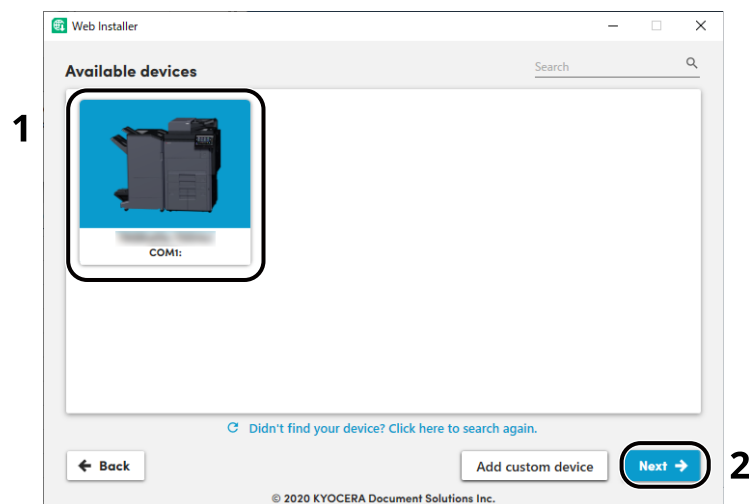 Web Installer
Available devices
Search
1
COM1:
Didn't find your device? Click here to search again.
Back
Add custom device
Next
2
© 2020 KYOCERA Document Solutions Inc.